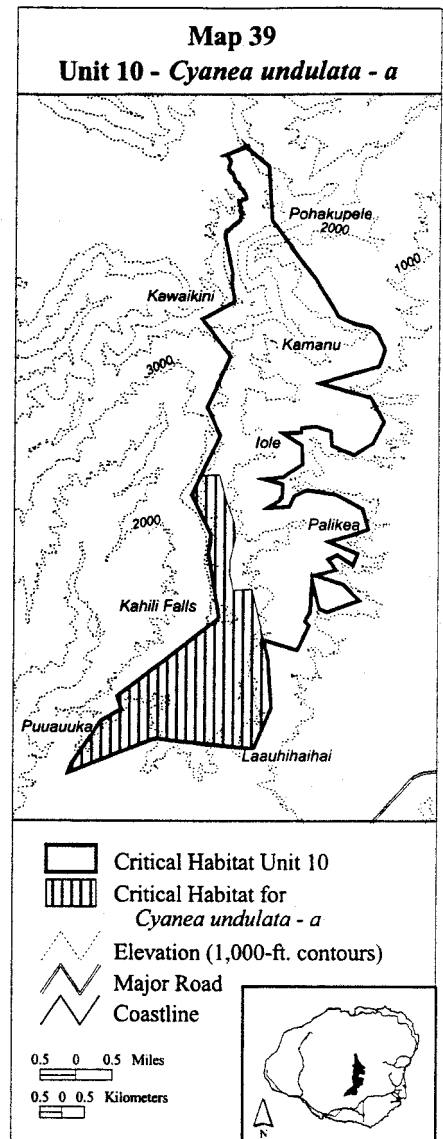 Map 39
Unit 10 - Cyanea undulata - a
Pohakupele
2000
1000
Kawaikini
Kamanu
3000
Iole
2000
Palikea
Kahili Falls
Puuauuka
Laauhihaihai
Critical Habitat Unit 10
Critical Habitat for
Cyanea undulata - a
Elevation (1,000-ft. contours)
Major Road
Coastline
0.5 0 0.5 Miles
0.5 0 0.5 Kilometers
N